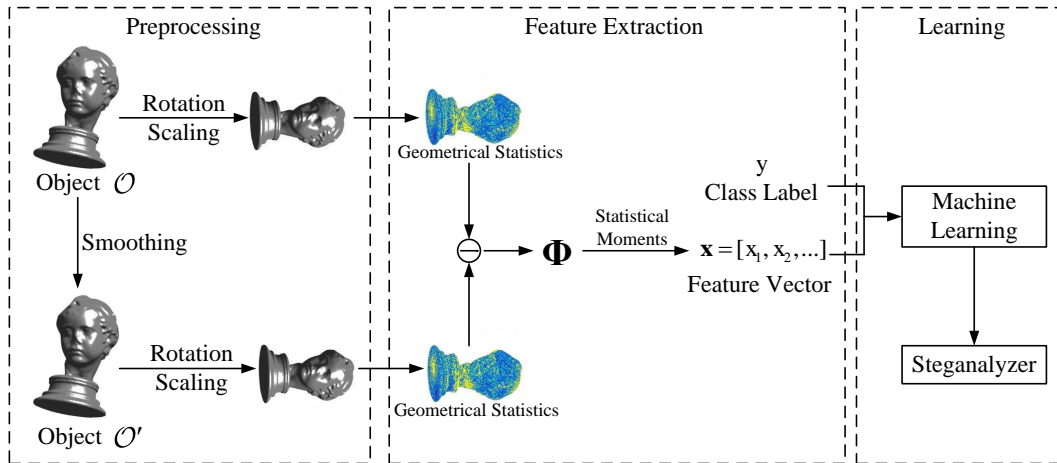 Preprocessing
Rotation
Scaling
Object 𝒪
Smoothing
Rotation
Scaling
Object 𝒪′
Feature Extraction
Geometrical Statistics
Geometrical Statistics
−
Φ
Statistical
Moments
y
Class Label
x = [x₁, x₂,...]
Feature Vector
Learning
Machine
Learning
Steganalyzer